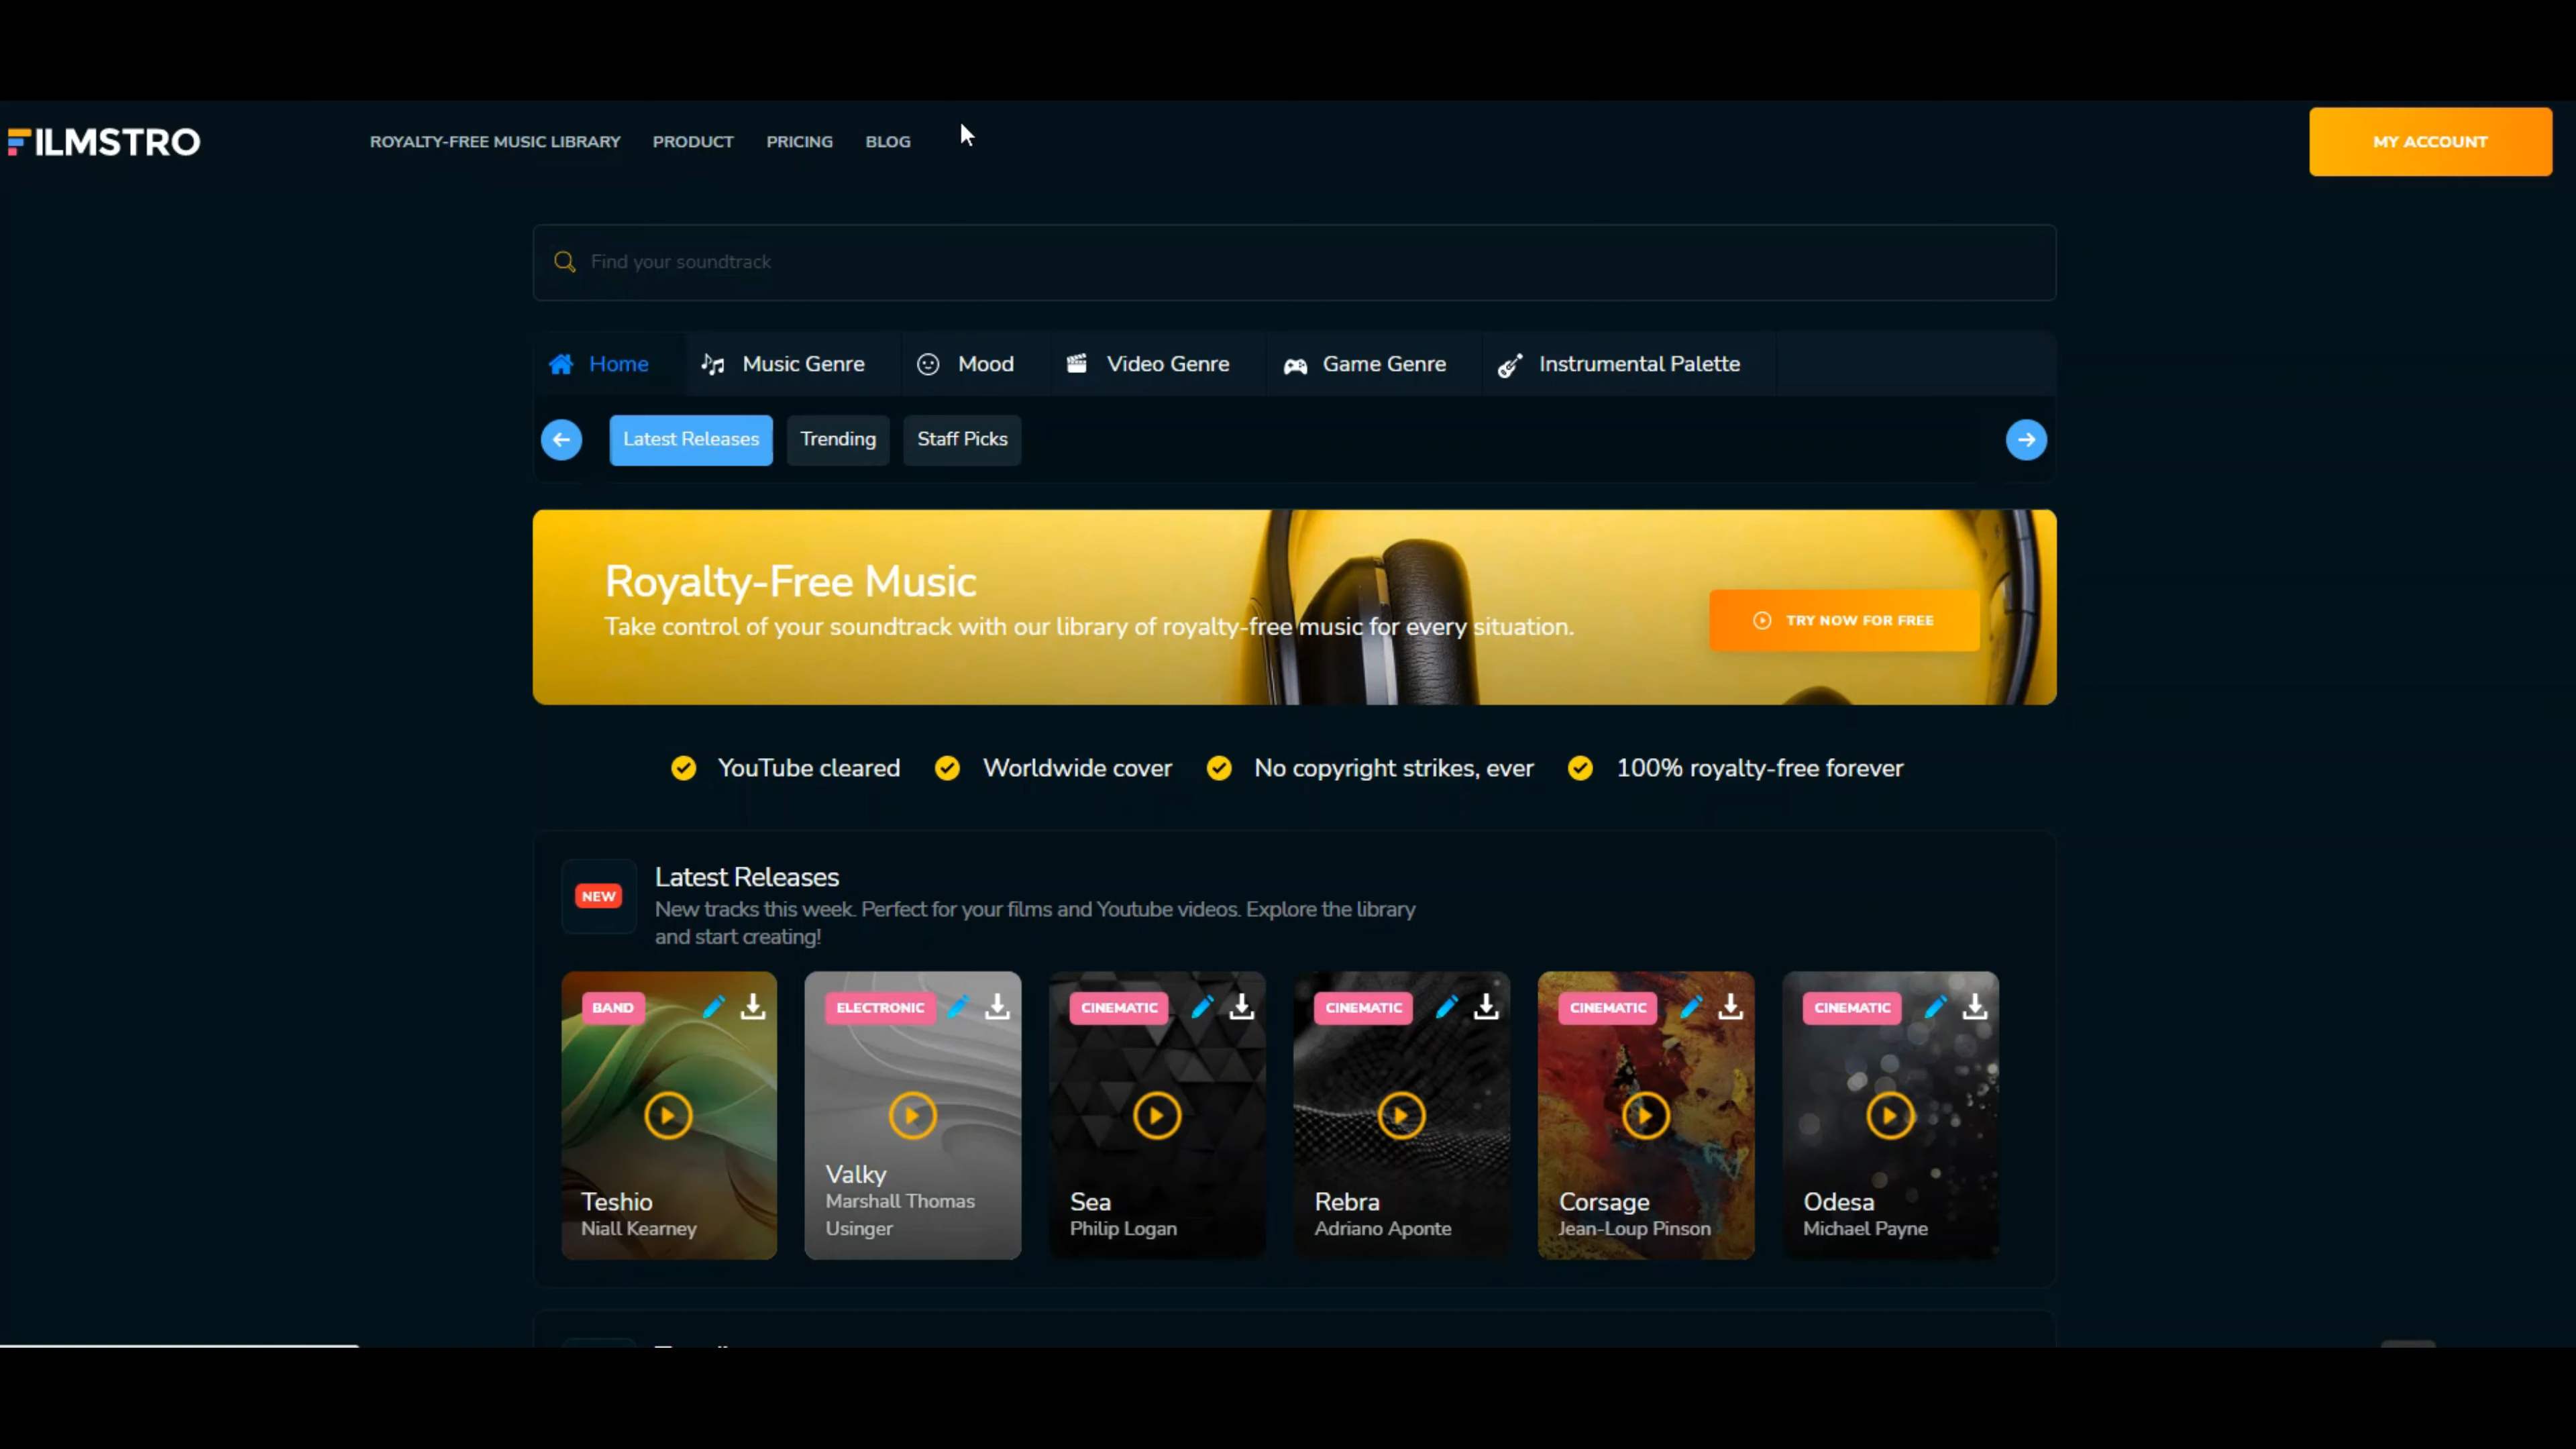 FILMSTRO
ROYALTY-FREE MUSIC LIBRARY PRODUCT PRICING BLOG
MY ACCOUNT
Find your soundtrack
Home Music Genre Mood Video Genre Game Genre Instrumental Palette
Latest Releases Trending Staff Picks
Royalty-Free Music
Take control of your soundtrack with our library of royalty-free music for every situation.
TRY NOW FOR FREE
YouTube cleared Worldwide cover No copyright strikes, ever 100% royalty-free forever
NEW
Latest Releases
New tracks this week. Perfect for your films and Youtube videos. Explore the library
and start creating!
BAND
Teshio
Niall Kearney
ELECTRONIC
Valky
Marshall Thomas
Usinger
CINEMATIC
Sea
Philip Logan
CINEMATIC
Rebra
Adriano Aponte
CINEMATIC
Corsage
Jean-Loup Pinson
CINEMATIC
Odesa
Michael Payne